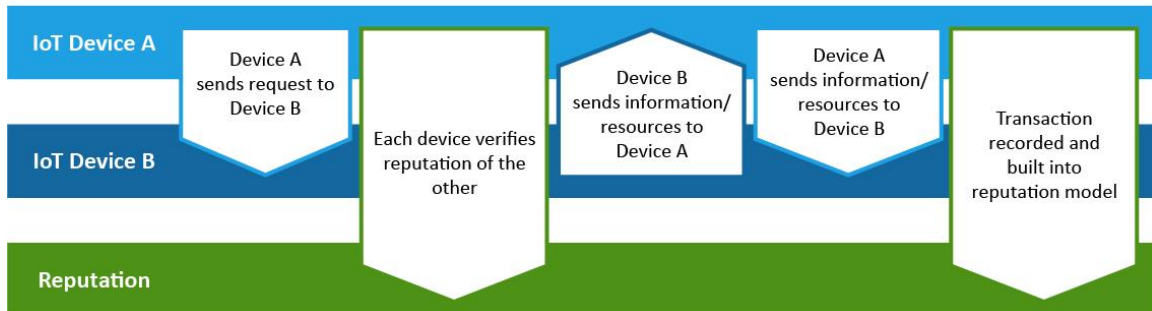 IoT Device A
IoT Device B
Reputation
Device A
sends request to
Device B
Each device verifies
reputation of the
other
Device B
sends information/
resources to
Device A
Device A
sends information/
resources to
Device B
Transaction
recorded and
built into
reputation model